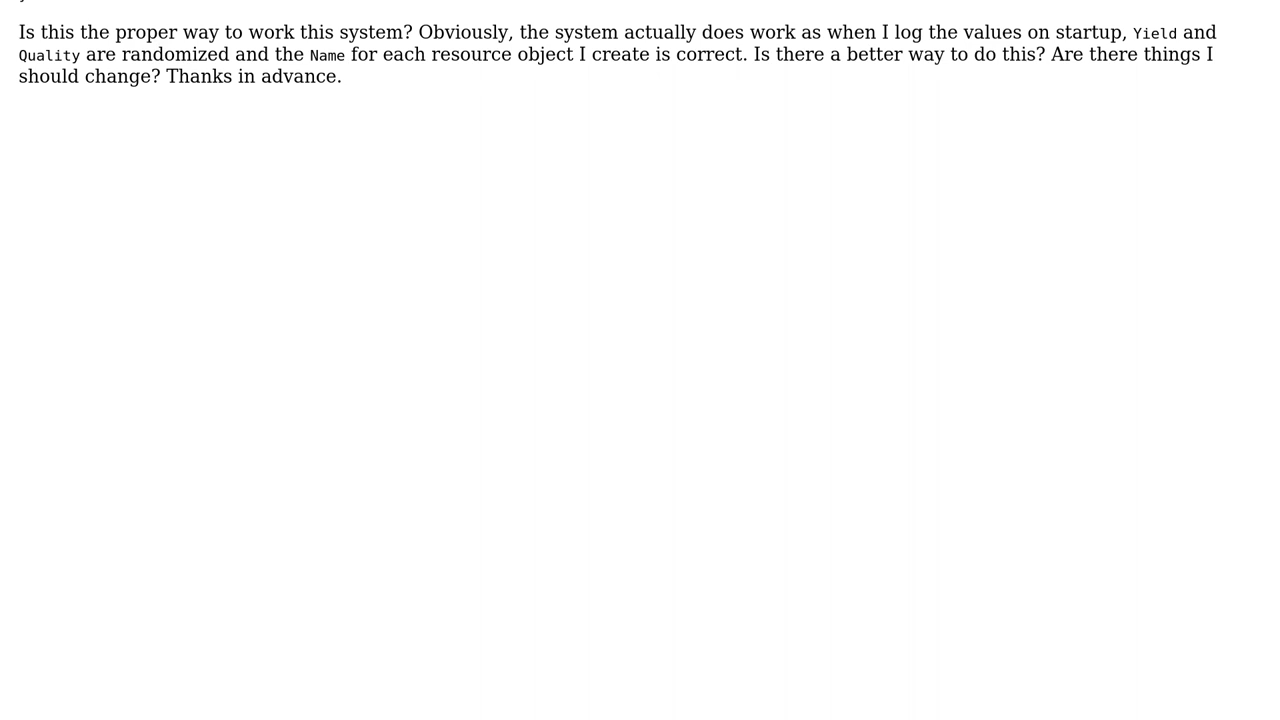 Is this the proper way to work this system? Obviously, the system actually does work as when I log the values on startup, Yield and
Quality are randomized and the Name for each resource object I create is correct. Is there a better way to do this? Are there things I
should change? Thanks in advance.